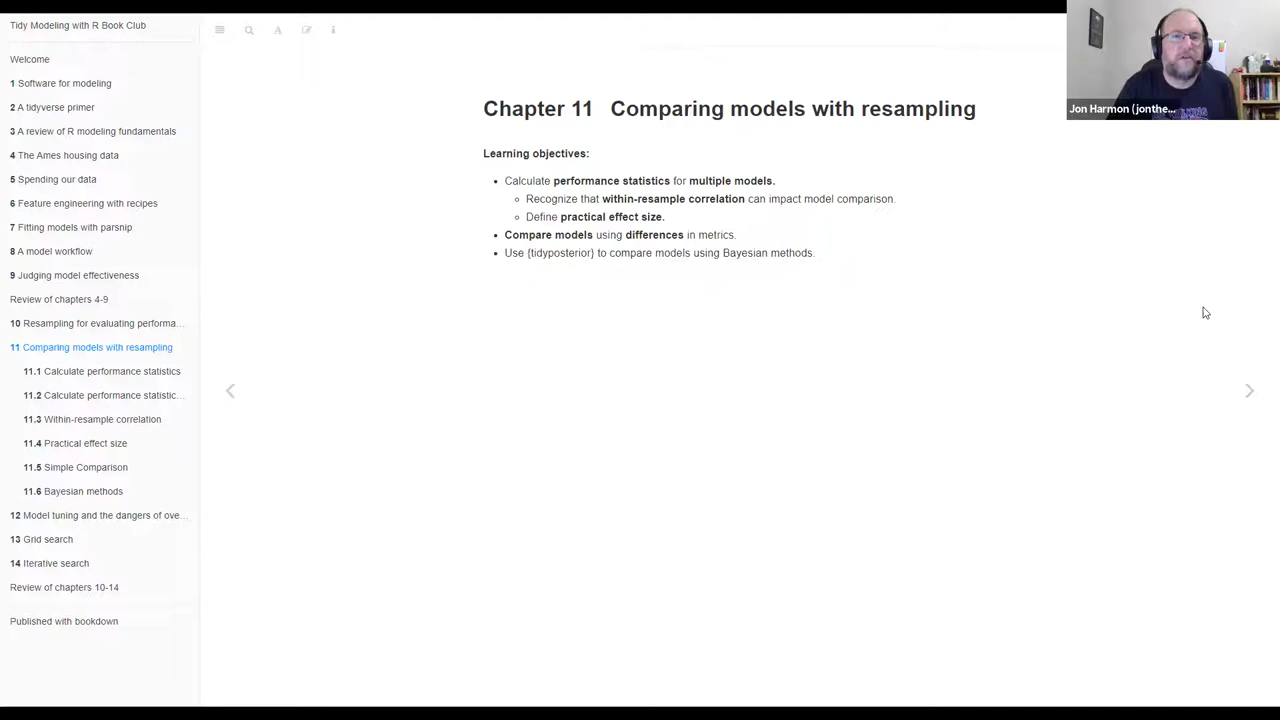 Tidy Modeling with R Book Club
Welcome
1 Software for modeling
2 A tidyverse primer
3 A review of R modeling fundamentals
4 The Ames housing data
5 Spending our data
6 Feature engineering with recipes
7 Fitting models with parsnip
8 A model workflow
9 Judging model effectiveness
Review of chapters 4-9
10 Resampling for evaluating performa...
11 Comparing models with resampling
11.1 Calculate performance statistics
11.2 Calculate performance statistic...
11.3 Within-resample correlation
11.4 Practical effect size
11.5 Simple Comparison
11.6 Bayesian methods
12 Model tuning and the dangers of ove...
13 Grid search
14 Iterative search
Review of chapters 10-14
Published with bookdown
Chapter 11 Comparing models with resampling
Learning objectives:
• Calculate performance statistics for multiple models.
◦ Recognize that within-resample correlation can impact model comparison.
◦ Define practical effect size.
• Compare models using differences in metrics.
• Use {tidyposterior} to compare models using Bayesian methods.
Jon Harmon (jonthe...